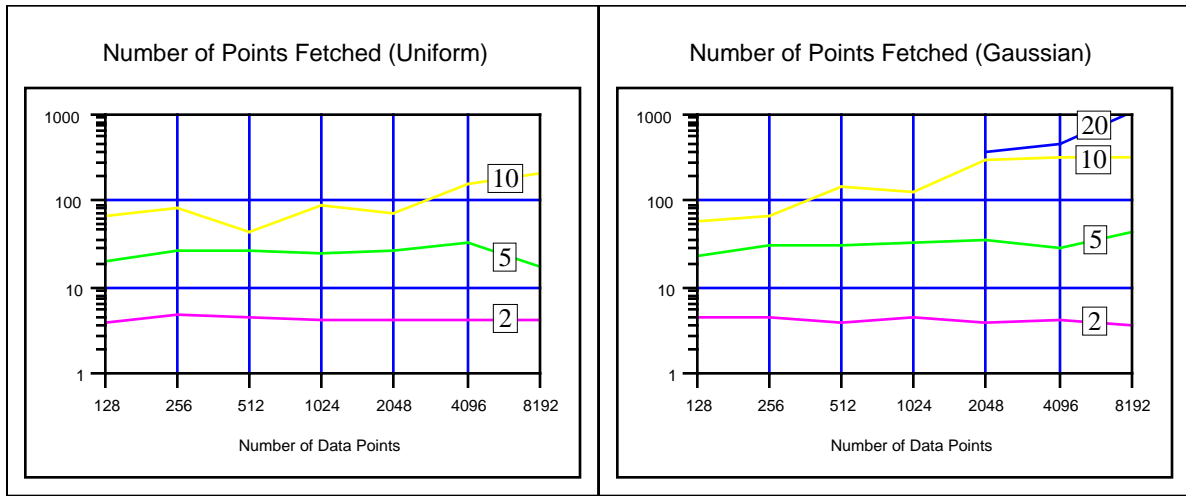 Number of Points Fetched (Uniform)
1000
100
10
1
10
5
2
128 256 512 1024 2048 4096 8192
Number of Data Points
Number of Points Fetched (Gaussian)
1000
100
10
1
20
10
5
2
128 256 512 1024 2048 4096 8192
Number of Data Points